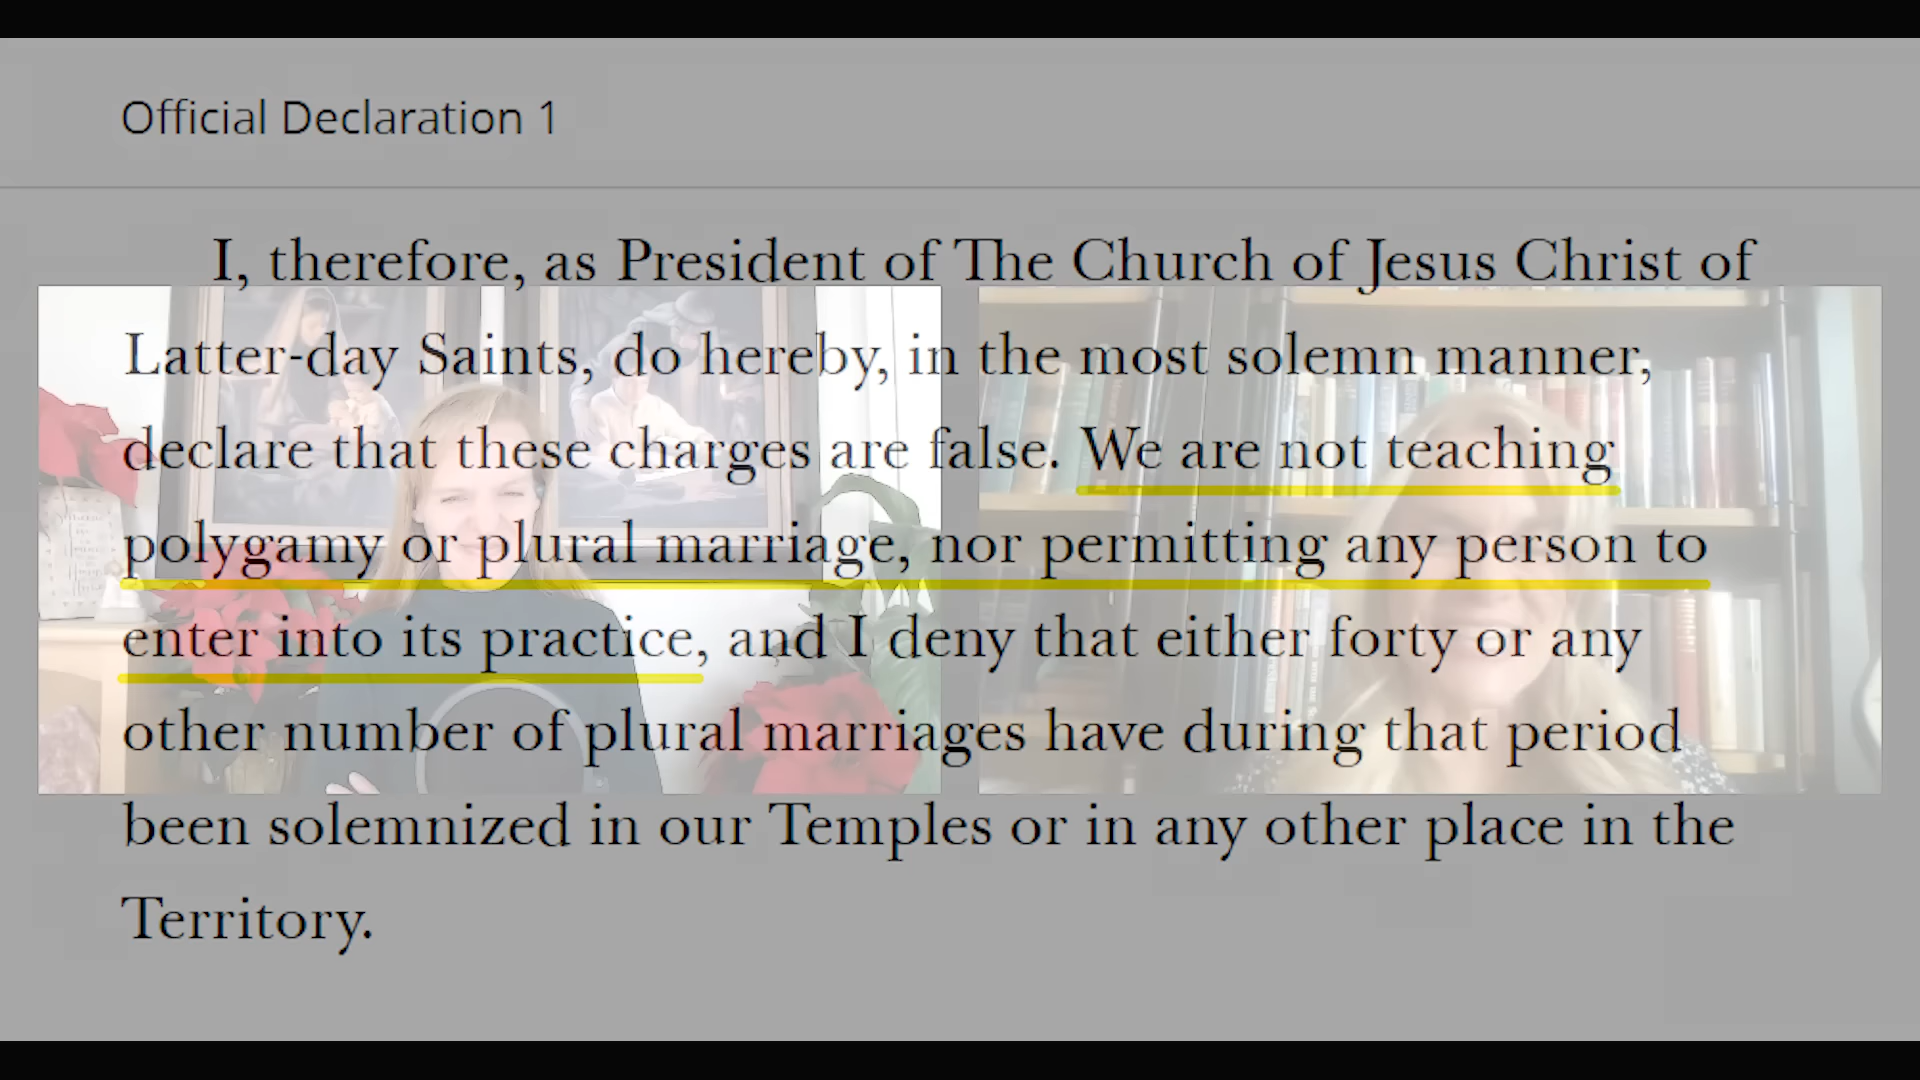 Official Declaration 1
I, therefore, as President of The Church of Jesus Christ of
Latter-day Saints, do hereby, in the most solemn manner,
declare that these charges are false. We are not teaching
polygamy or plural marriage, nor permitting any person to
enter into its practice, and I deny that either forty or any
other number of plural marriages have during that period
been solemnized in our Temples or in any other place in the
Territory.